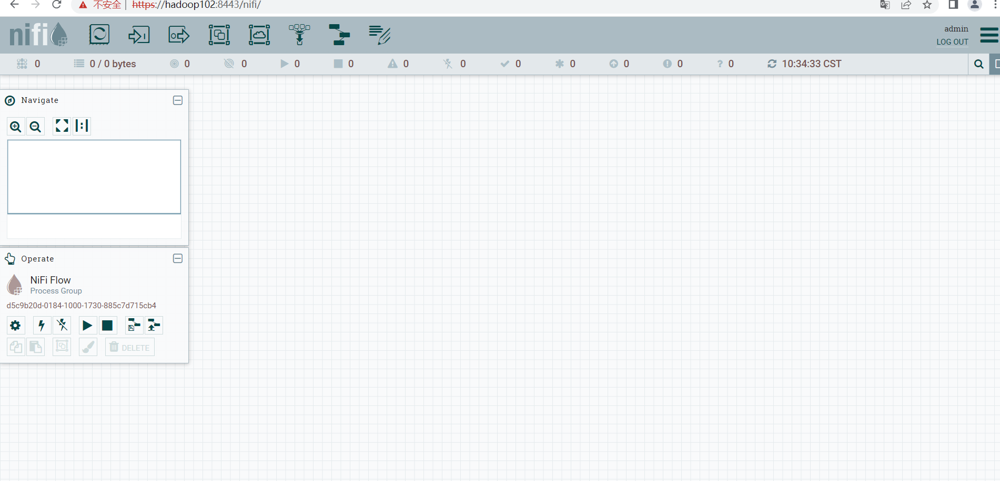 不安全 https://hadoop102:8443/nifi/
nifi
admin
LOG OUT
0 0 / 0 bytes 0 0 0 0 0 0 0 0 0 0 ? 0 10:34:33 CST
Navigate
Operate
NiFi Flow
Process Group
d5c9b20d-0184-1000-1730-885c7d715cb4
DELETE